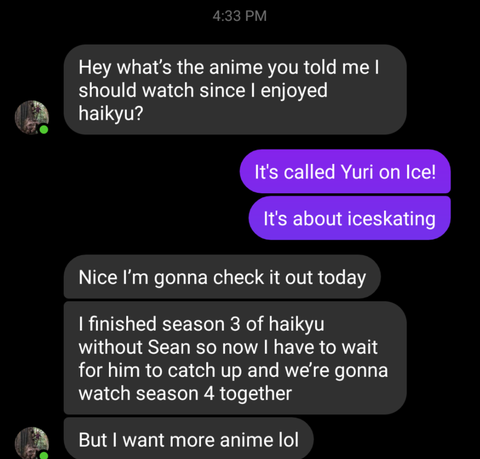 4:33 PM
Hey what’s the anime you told me I
should watch since I enjoyed
haikyu?
It's called Yuri on Ice!
It's about iceskating
Nice I’m gonna check it out today
I finished season 3 of haikyu
without Sean so now I have to wait
for him to catch up and we’re gonna
watch season 4 together
But I want more anime lol